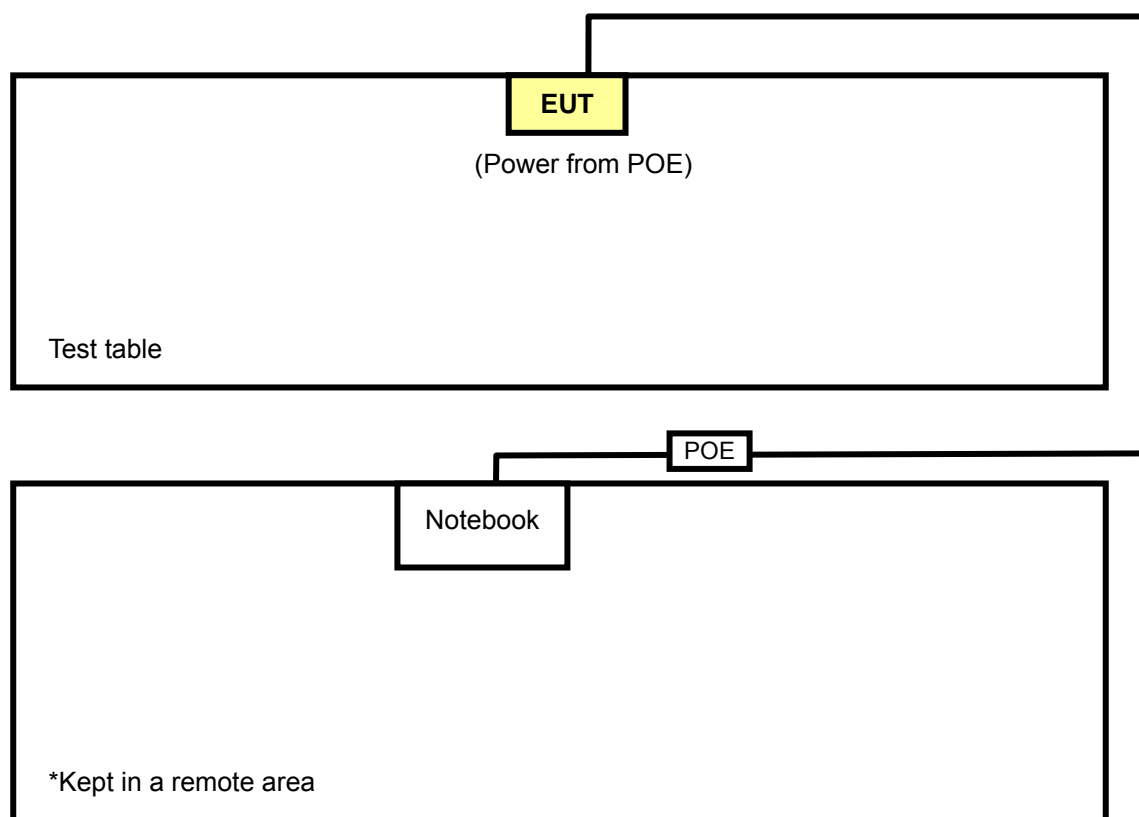 EUT
(Power from POE)
Test table
POE
Notebook
*Kept in a remote area